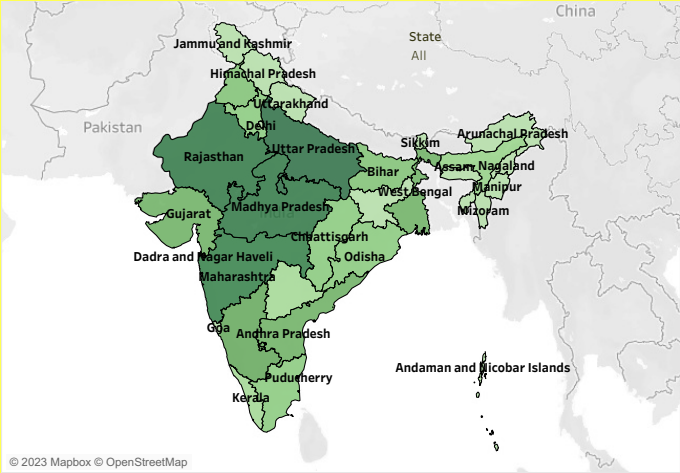 China
State
All
Jammu and Kashmir
Himachal Pradesh
Uttarakhand
Pakistan
Delhi
Arunachal Pradesh
Sikkim
Uttar Pradesh
Rajasthan
Assam
Nagaland
Bihar
Manipur
West Bengal
Madhya Pradesh
India
Mizoram
Gujarat
Chhattisgarh
Dadra and Nagar Haveli
Odisha
Maharashtra
Goa
Andhra Pradesh
Andaman and Nicobar Islands
Puducherry
Kerala
© 2023 Mapbox © OpenStreetMap